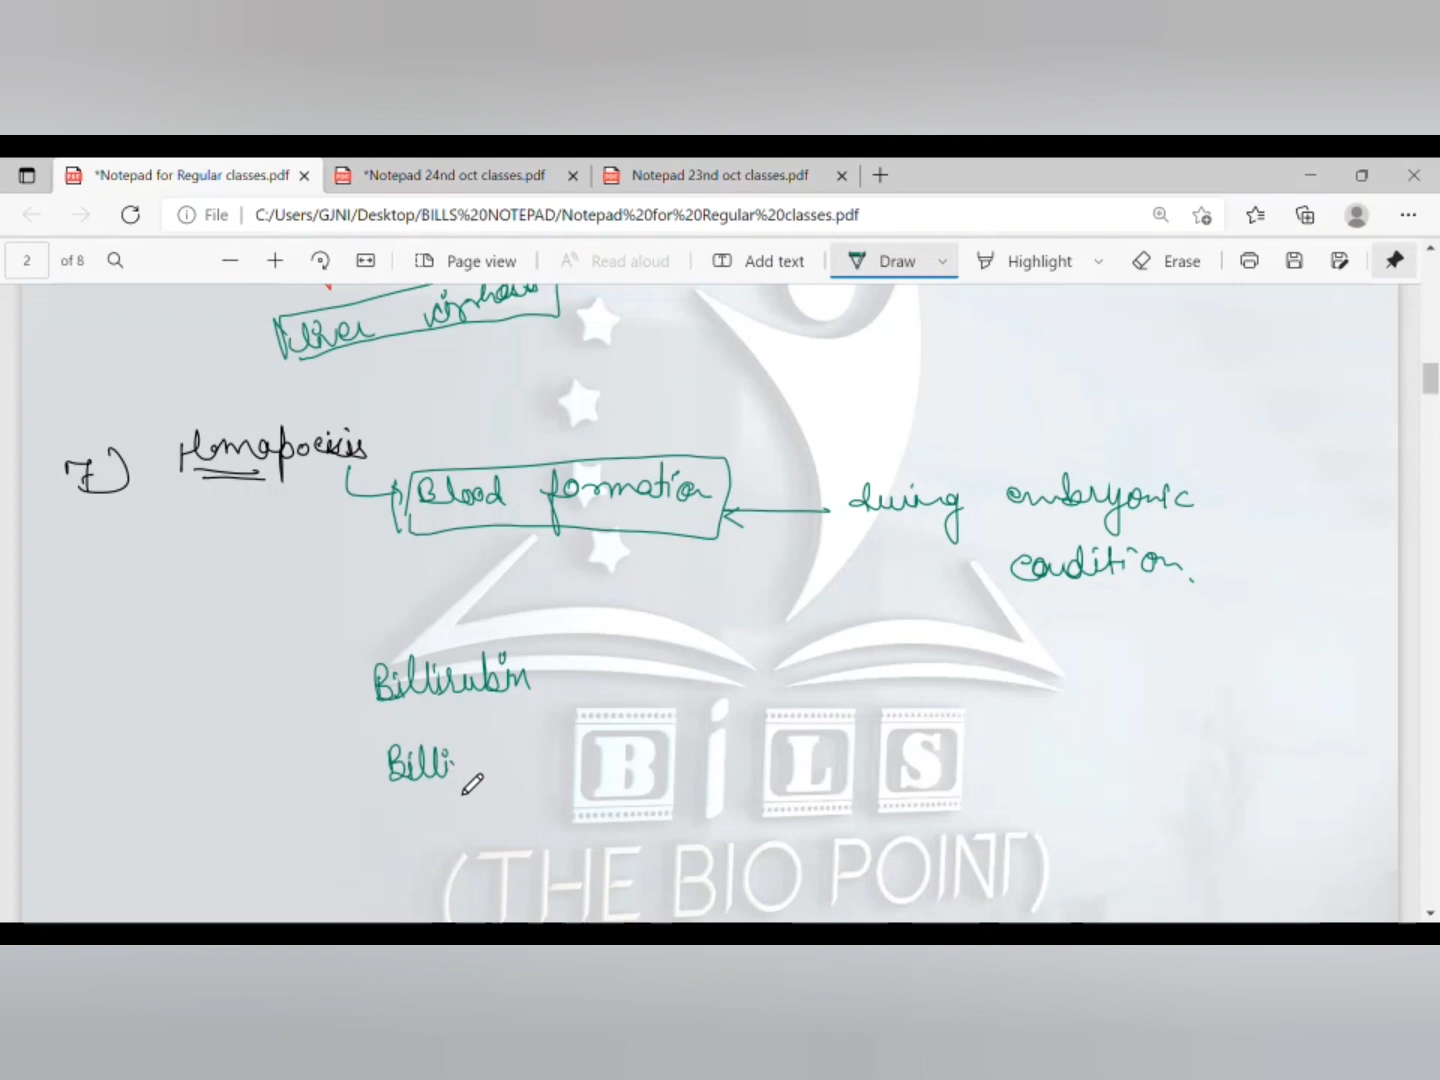 *Notepad for Regular classes.pdf
*Notepad 24nd oct classes.pdf
Notepad 23nd oct classes.pdf
File C:/Users/GJNI/Desktop/BILLS%20NOTEPAD/Notepad%20for%20Regular%20classes.pdf
2 of 8 Page view Read aloud Add text Draw Highlight Erase
liver
7) Homapoeisis
Blood formation
during embryonic
condition.
Billirubin
Billi
BiLS
(THE BIO POINT)